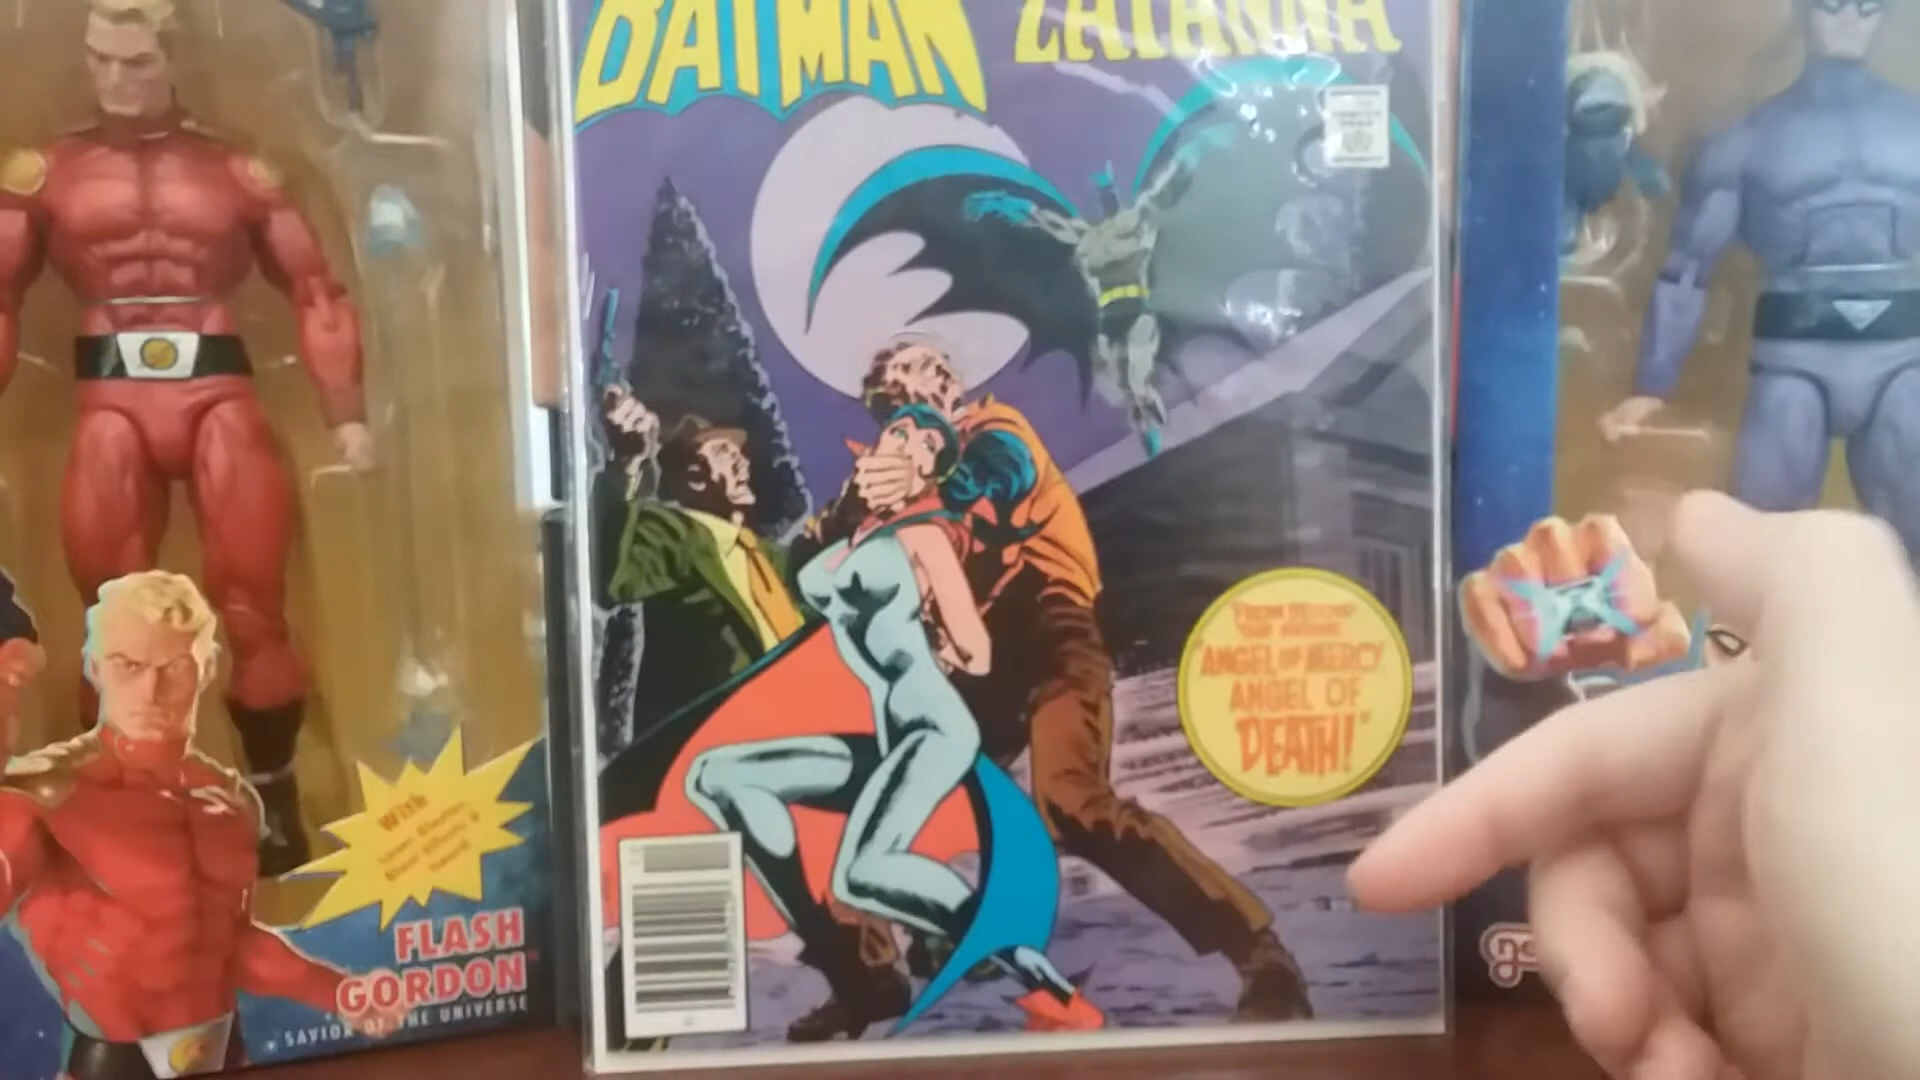 BATMAN
ZATANNA
"ANGEL OF MERCY,
ANGEL OF
DEATH!"
With
FLASH
GORDON
SAVIOR OF THE UNIVERSE